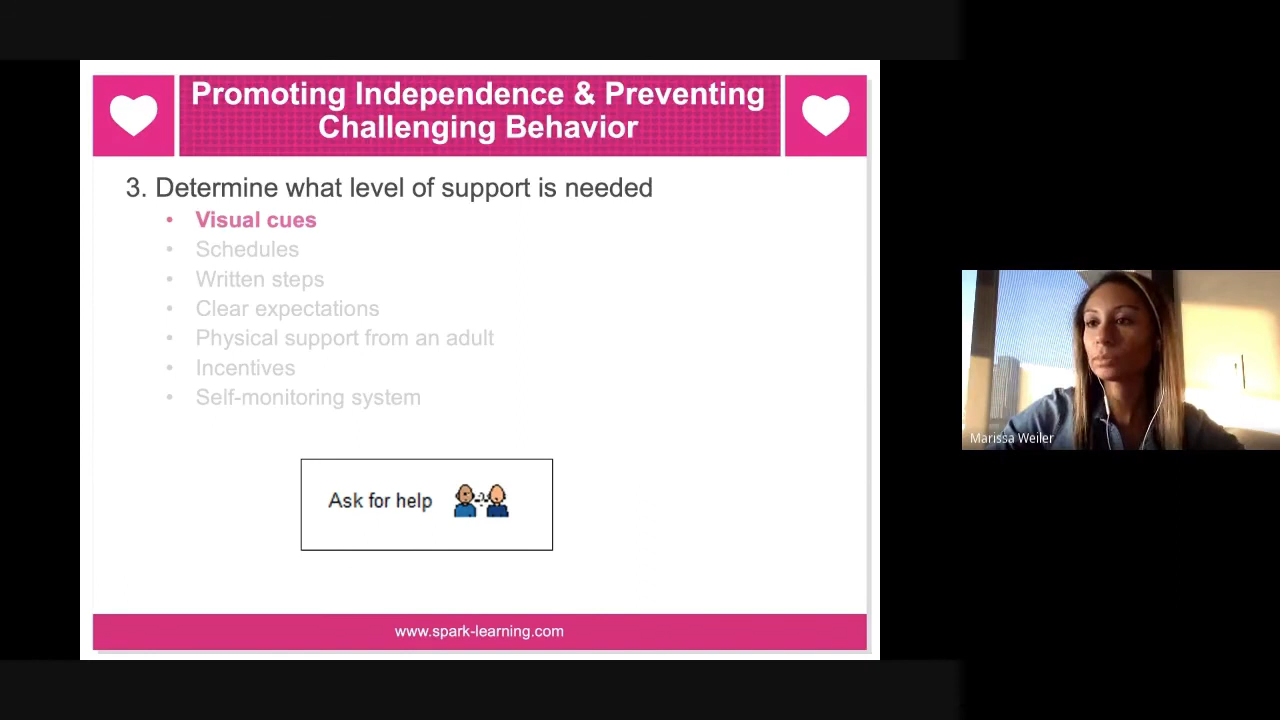 Promoting Independence & Preventing
Challenging Behavior
3. Determine what level of support is needed
• Visual cues
• Schedules
• Written steps
• Clear expectations
• Physical support from an adult
• Incentives
• Self-monitoring system
Ask for help
www.spark-learning.com
Marissa Weiler